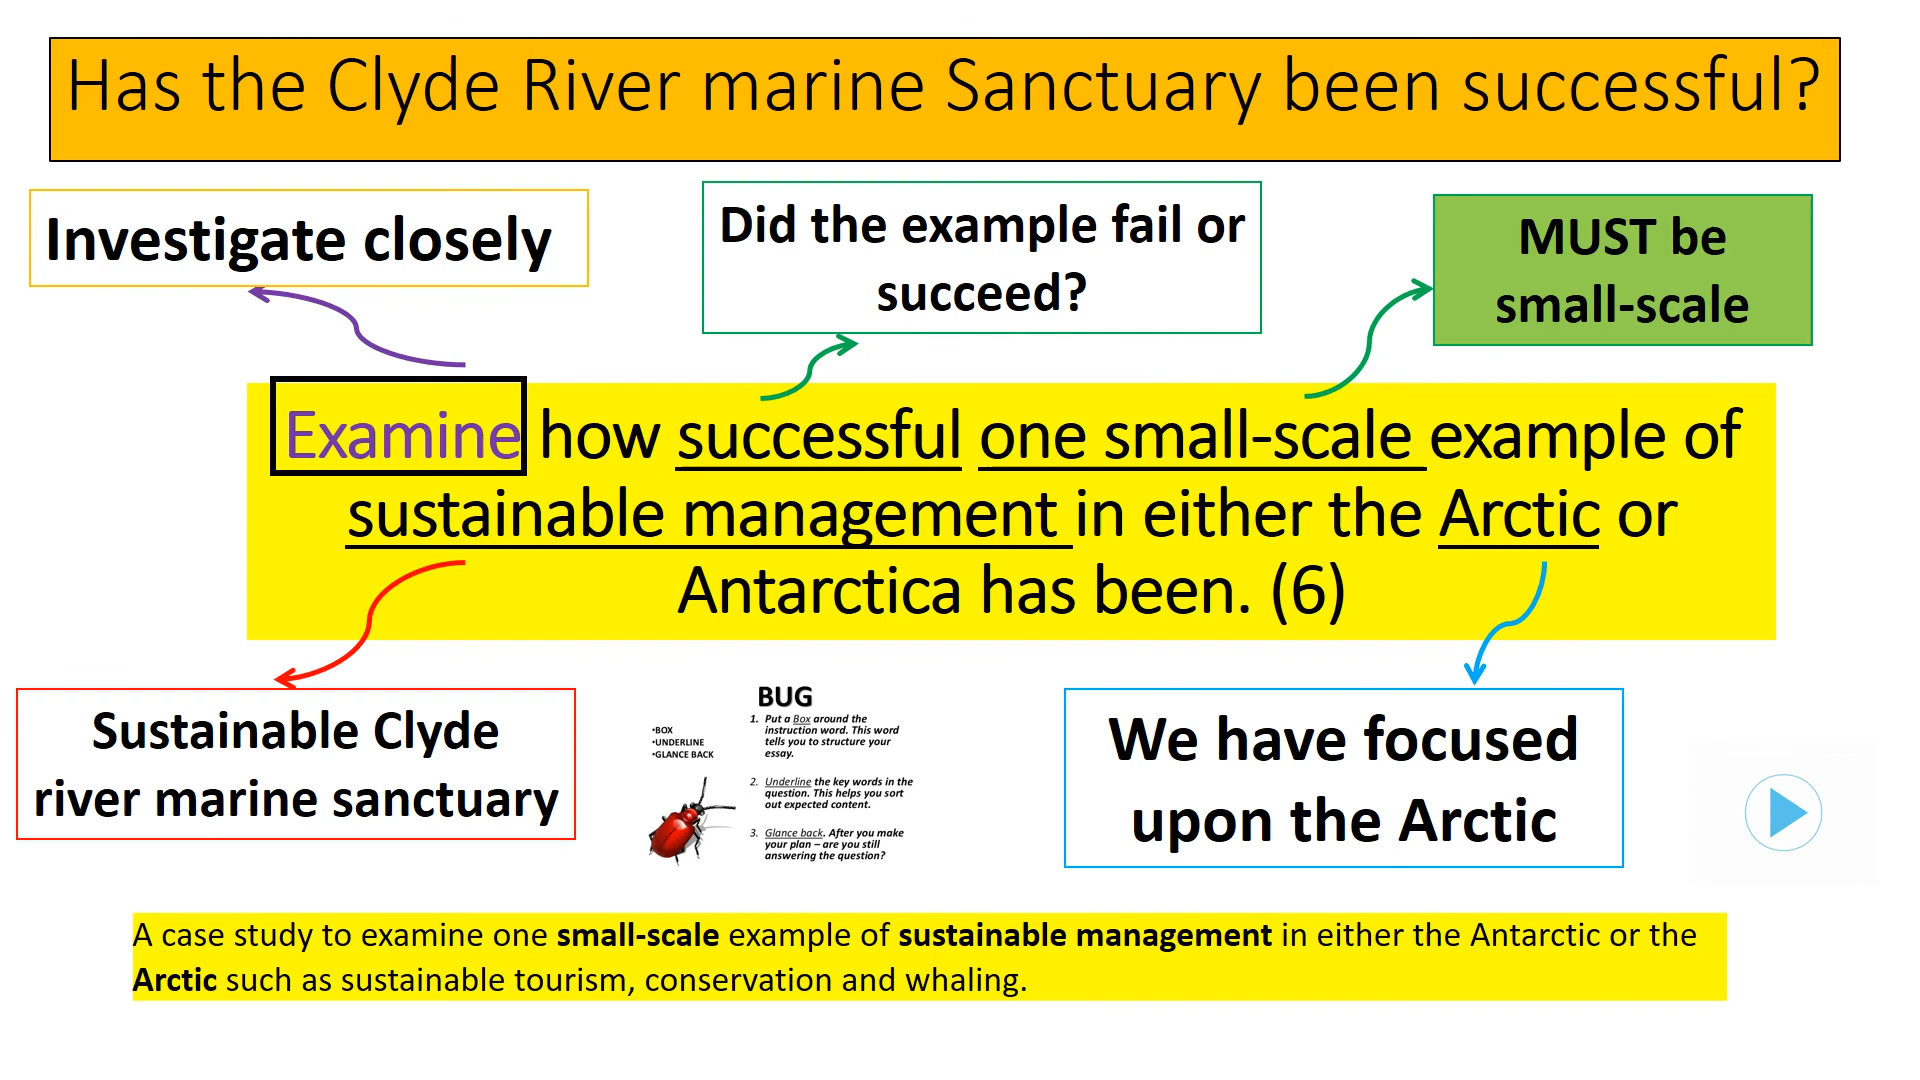 Has the Clyde River marine Sanctuary been successful?
Investigate closely
Did the example fail or
succeed?
MUST be
small-scale
Examine how successful one small-scale example of
sustainable management in either the Arctic or
Antarctica has been. (6)
Sustainable Clyde
river marine sanctuary
•BOX
•UNDERLINE
•GLANCE BACK
BUG
1. Put a Box around the
instruction word. This word
tells you to structure your
essay.
2. Underline the key words in the
question. This helps you sort
out expected content.
3. Glance back. After you make
your plan – are you still
answering the question?
We have focused
upon the Arctic
A case study to examine one small-scale example of sustainable management in either the Antarctic or the
Arctic such as sustainable tourism, conservation and whaling.